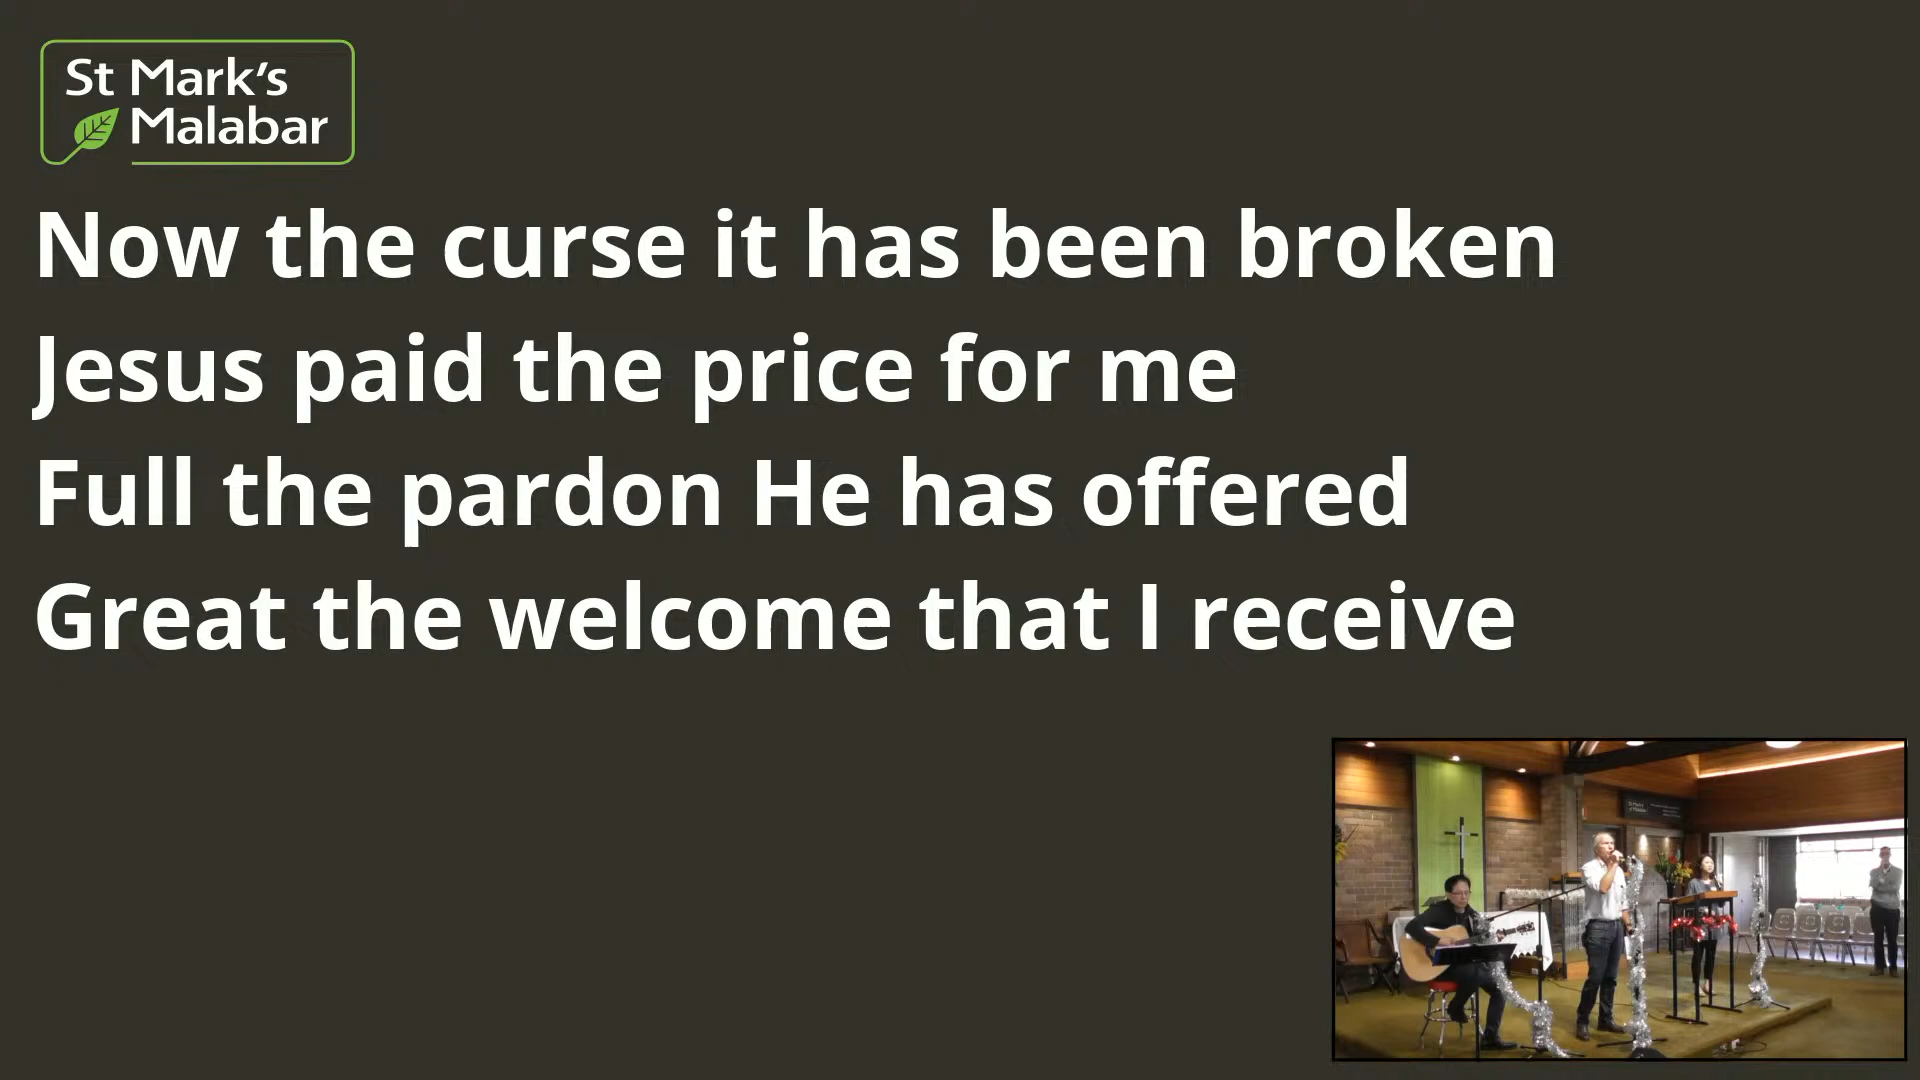 St Mark's
Malabar
Now the curse it has been broken
Jesus paid the price for me
Full the pardon He has offered
Great the welcome that I receive